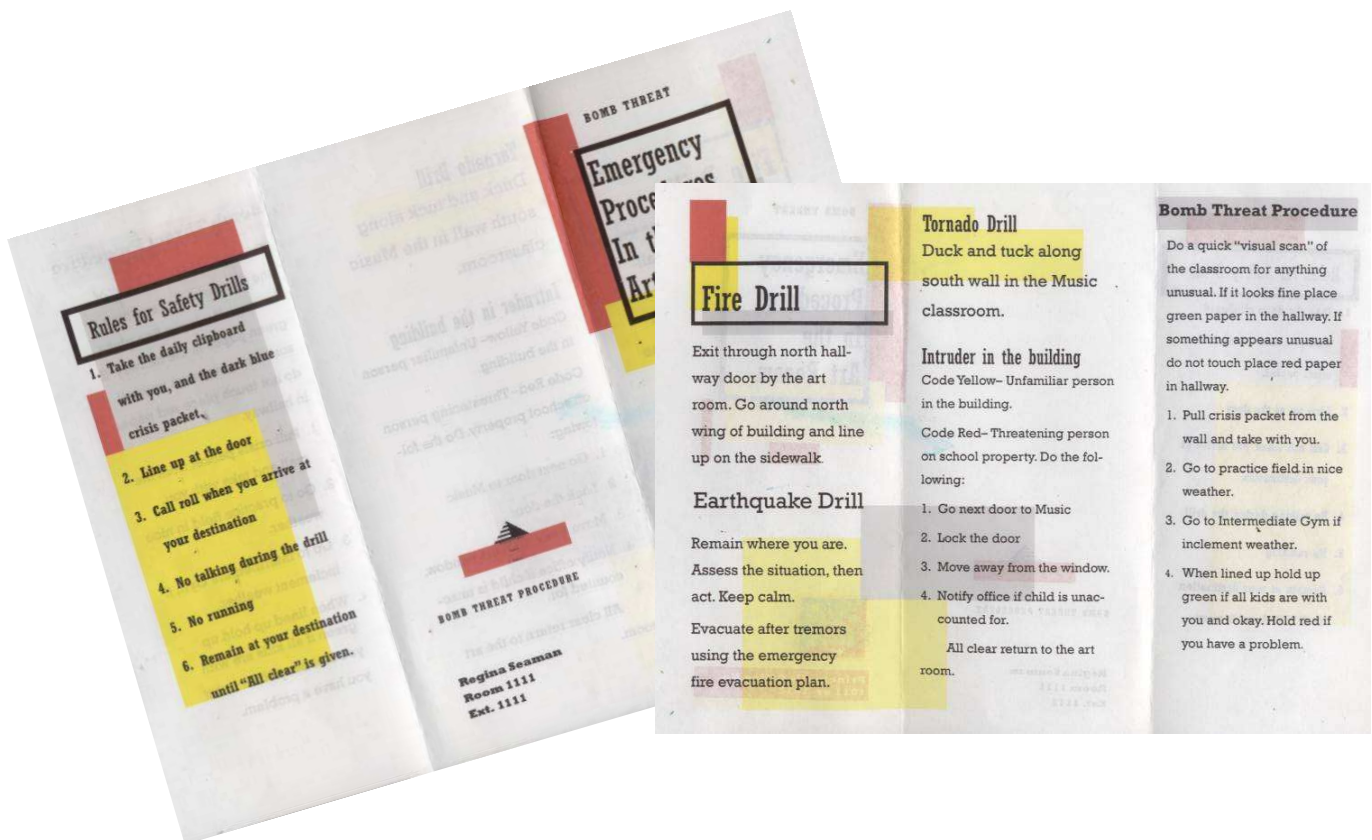 Rules for Safety Drills
1. Take the daily clipboard
with you, and the dark blue
crisis packet.
2. Line up at the door
3. Call roll when you arrive at
your destination
4. No talking during the drill
5. No running
6. Remain at your destination
until “All clear” is given.
BOMB THREAT PROCEDURE
Regina Seaman
Room 1111
Ext. 1111
BOMB THREAT
Emergency
In
Fire Drill
Exit through north hall-
way door by the art
room. Go around north
wing of building and line
up on the sidewalk.
Earthquake Drill
Remain where you are.
Assess the situation, then
act. Keep calm.
Evacuate after tremors
using the emergency
fire evacuation plan.
Tornado Drill
Duck and tuck along
south wall in the Music
classroom.
Intruder in the building
Code Yellow– Unfamiliar person
in the building.
Code Red– Threatening person
on school property. Do the fol-
lowing:
1. Go next door to Music
2. Lock the door
3. Move away from the window.
4. Notify office if child is unac-
counted for.
All clear return to the art
room.
Bomb Threat Procedure
Do a quick “visual scan” of
the classroom for anything
unusual. If it looks fine place
green paper in the hallway. If
something appears unusual
do not touch place red paper
in hallway.
1. Pull crisis packet from the
wall and take with you.
2. Go to practice field in nice
weather.
3. Go to Intermediate Gym if
inclement weather.
4. When lined up hold up
green if all kids are with
you and okay. Hold red if
you have a problem.